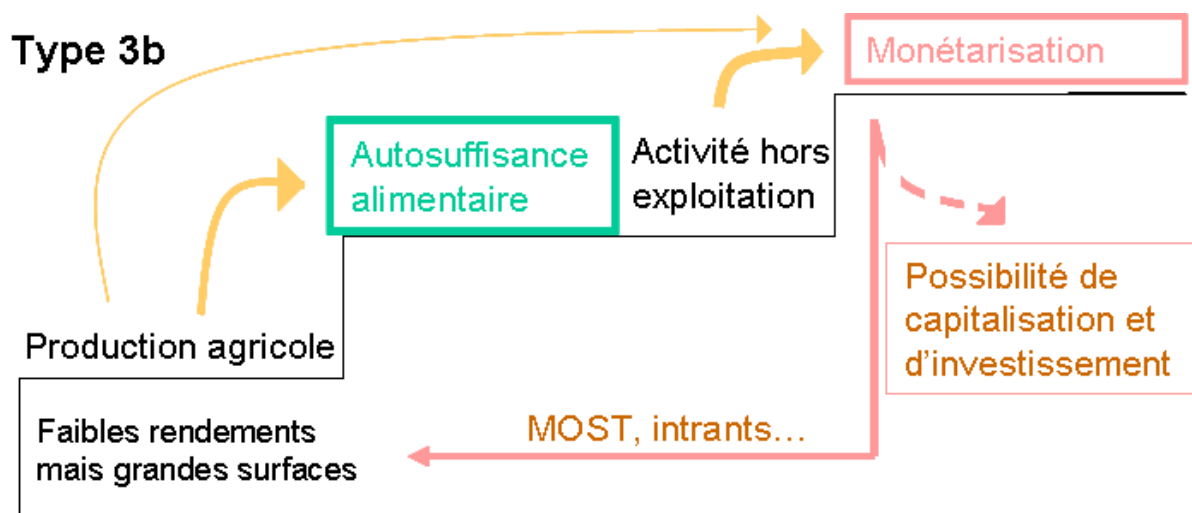 Type 3b
Monétarisation
Autosuffisance
alimentaire
Activité hors
exploitation
Possibilité de
capitalisation et
d'investissement
Production agricole
MOST, intrants...
Faibles rendements
mais grandes surfaces